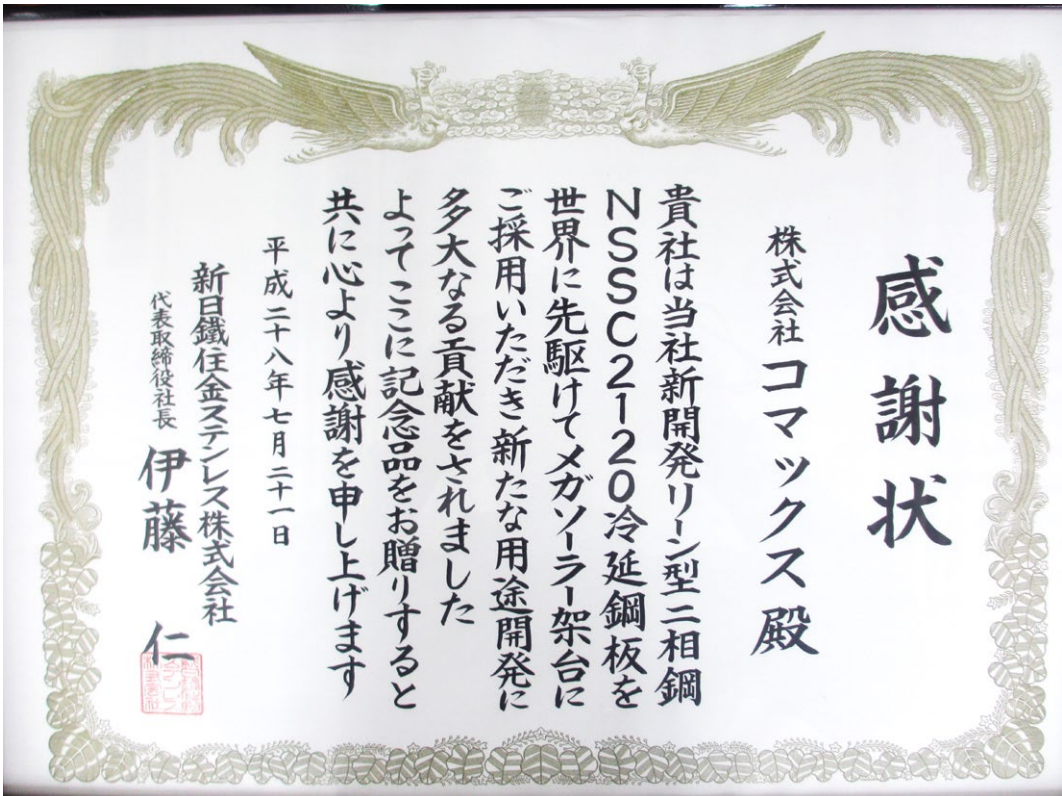 感謝状
株式会社 コマックス 殿
貴社は当社新開発リーン型二相鋼
NSSC2120冷延鋼板を
世界に先駆けてメガソーラー架台に
ご採用いただき新たな用途開発に
多大なる貢献をされました
よってここに記念品をお贈りすると
共に心より感謝を申し上げます
平成二十八年七月二十一日
新日鐵住金ステンレス株式会社
代表取締役社長 伊藤 仁